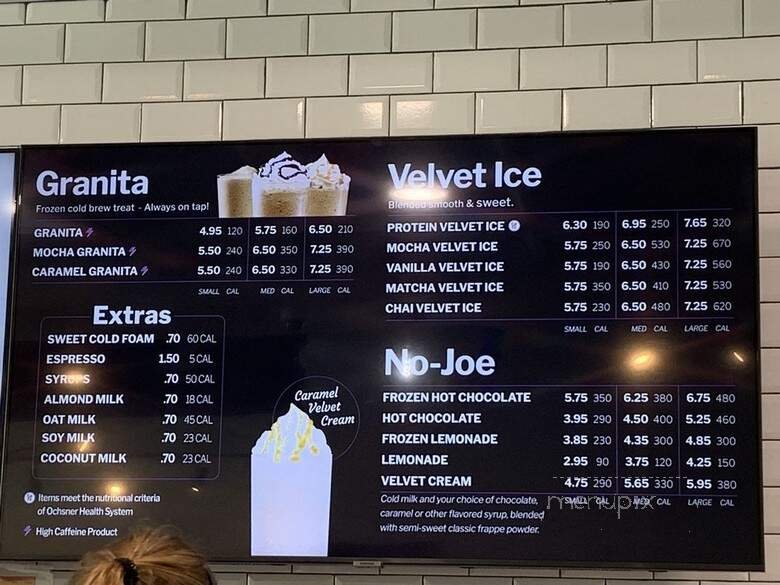 Granita
Frozen cold brew treat - Always on tap!
GRANITA 4.95 120 5.75 160 6.50 210
MOCHA GRANITA 5.50 240 6.50 350 7.25 390
CARAMEL GRANITA 5.50 240 6.50 330 7.25 390
SMALL CAL MED CAL LARGE CAL
Extras
SWEET COLD FOAM .70 60 CAL
ESPRESSO 1.50 5 CAL
SYRUPS .70 50 CAL
ALMOND MILK .70 18 CAL
OAT MILK .70 45 CAL
SOY MILK .70 23 CAL
COCONUT MILK .70 23 CAL
Items meet the nutritional criteria
of Ochsner Health System
High Caffeine Product
Caramel
Velvet
Cream
Velvet Ice
Blended smooth & sweet.
PROTEIN VELVET ICE 6.30 190 6.95 250 7.65 320
MOCHA VELVET ICE 5.75 250 6.50 530 7.25 670
VANILLA VELVET ICE 5.75 190 6.50 430 7.25 560
MATCHA VELVET ICE 5.75 350 6.50 410 7.25 530
CHAI VELVET ICE 5.75 230 6.50 480 7.25 620
SMALL CAL MED CAL LARGE CAL
No-Joe
FROZEN HOT CHOCOLATE 5.75 350 6.25 380 6.75 480
HOT CHOCOLATE 3.95 290 4.50 400 5.25 460
FROZEN LEMONADE 3.85 230 4.35 300 4.85 300
LEMONADE 2.95 90 3.75 120 4.25 150
VELVET CREAM 4.75 290 5.65 330 5.95 380
SMALL CAL MED CAL LARGE CAL
Cold milk and your choice of chocolate,
caramel or other flavored syrup, blended
with semi-sweet classic frappe powder.
menupix